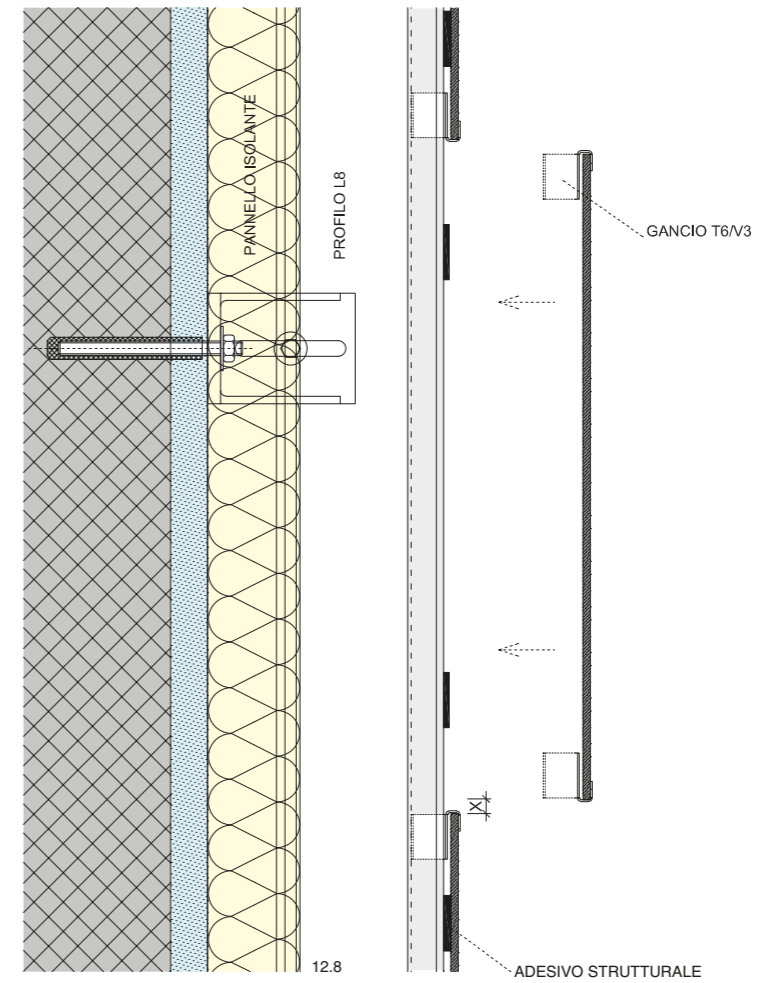 PANNELLO ISOLANTE
PROFILO L8
GANCIO T6/V3
X
12.8
ADESIVO STRUTTURALE